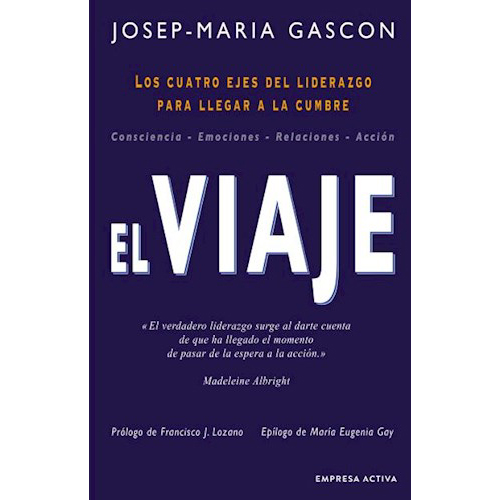 JOSEP-MARIA GASCON
LOS CUATRO EJES DEL LIDERAZGO
PARA LLEGAR A LA CUMBRE
Consciencia - Emociones - Relaciones - Acción
EL VIAJE
« El verdadero liderazgo surge al darte cuenta
de que ha llegado el momento
de pasar de la espera a la acción.»
Madeleine Albright
Prólogo de Francisco J. Lozano Epílogo de María Eugenia Gay
EMPRESA ACTIVA